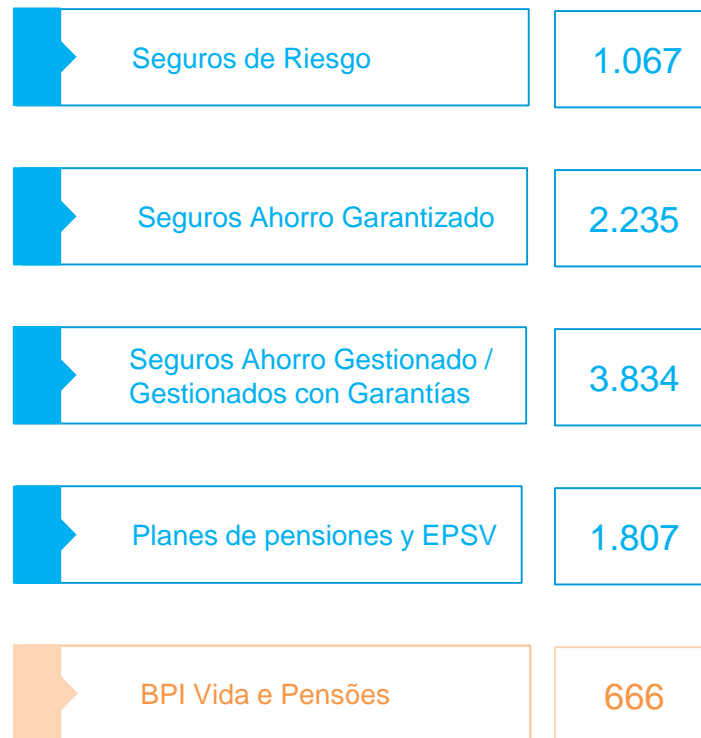 Seguros de Riesgo 1.067
Seguros Ahorro Garantizado 2.235
Seguros Ahorro Gestionado /
Gestionados con Garantías 3.834
Planes de pensiones y EPSV 1.807
BPI Vida e Pensões 666